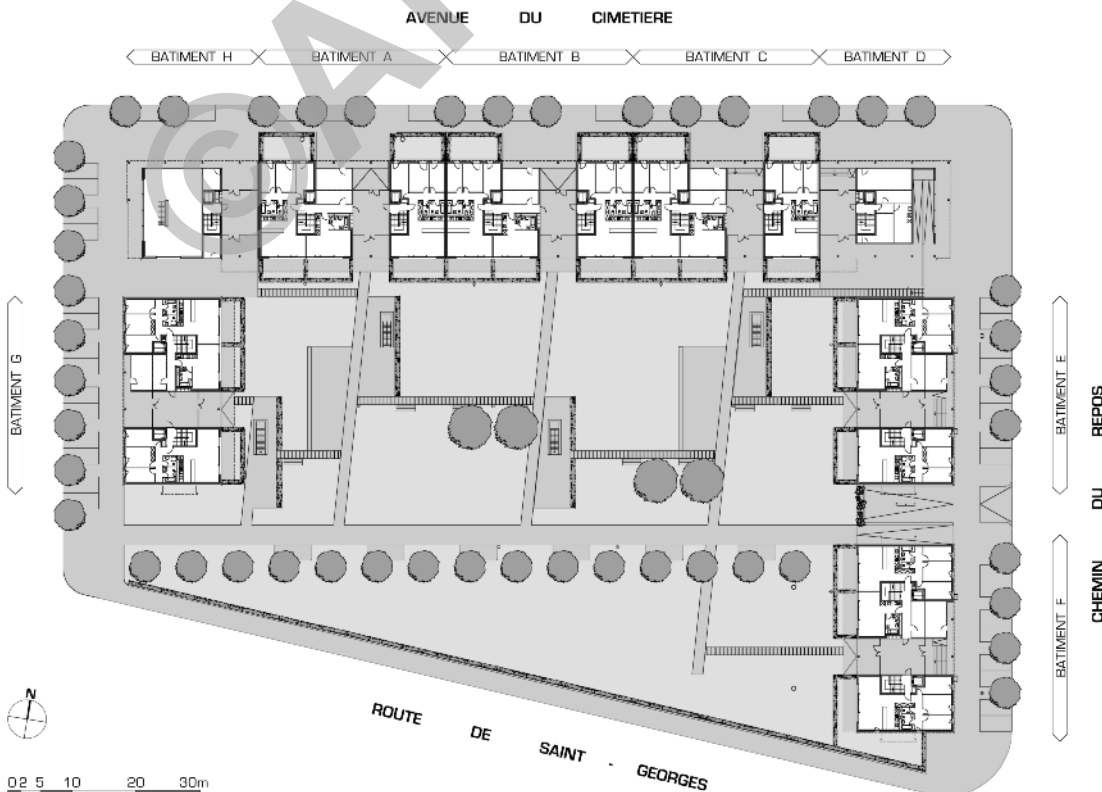 AVENUE DU CIMETIERE
BATIMENT H BATIMENT A BATIMENT B BATIMENT C BATIMENT D
BATIMENT G
BATIMENT E
BATIMENT F
CHEMIN DU REPOS
ROUTE DE SAINT - GEORGES
N
0 2 5 10 20 30m